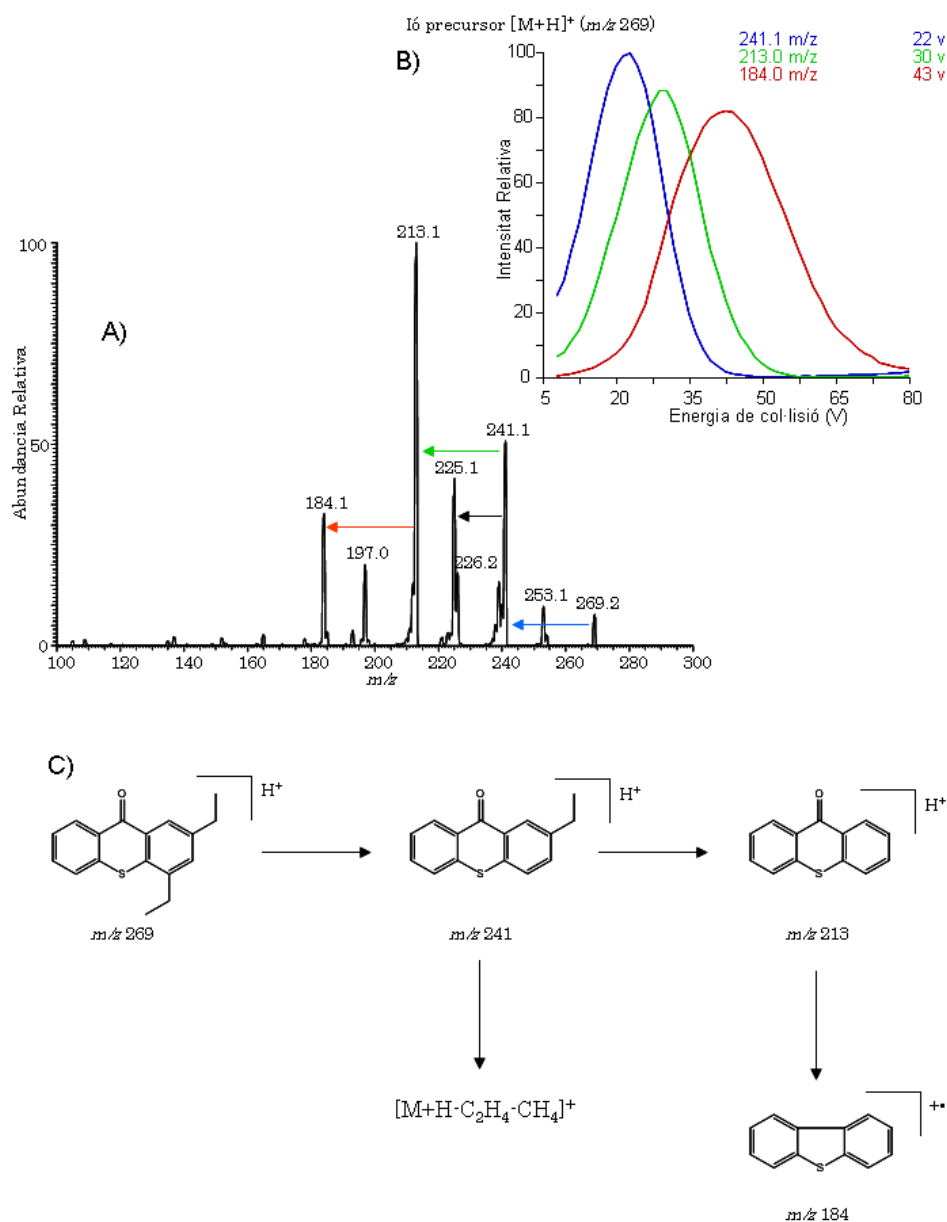 Ió precursor [M+H]⁺ (m/z 269)
B)
241.1 m/z 22 v
213.0 m/z 30 v
184.0 m/z 43 v
100
80
60
40
20
0
Intensitat Relativa
5 20 35 50 65 80
Energia de col·lisió (V)
A)
100
50
0
Abundancia Relativa
213.1
241.1
225.1
184.1
197.0
226.2
253.1
269.2
100 120 140 160 180 200 220 240 260 280 300
m/z
C)
H⁺
H⁺
H⁺
O
O
O
S
S
S
m/z 269
m/z 241
m/z 213
[M+H-C₂H₄-CH₄]⁺
+•
S
m/z 184